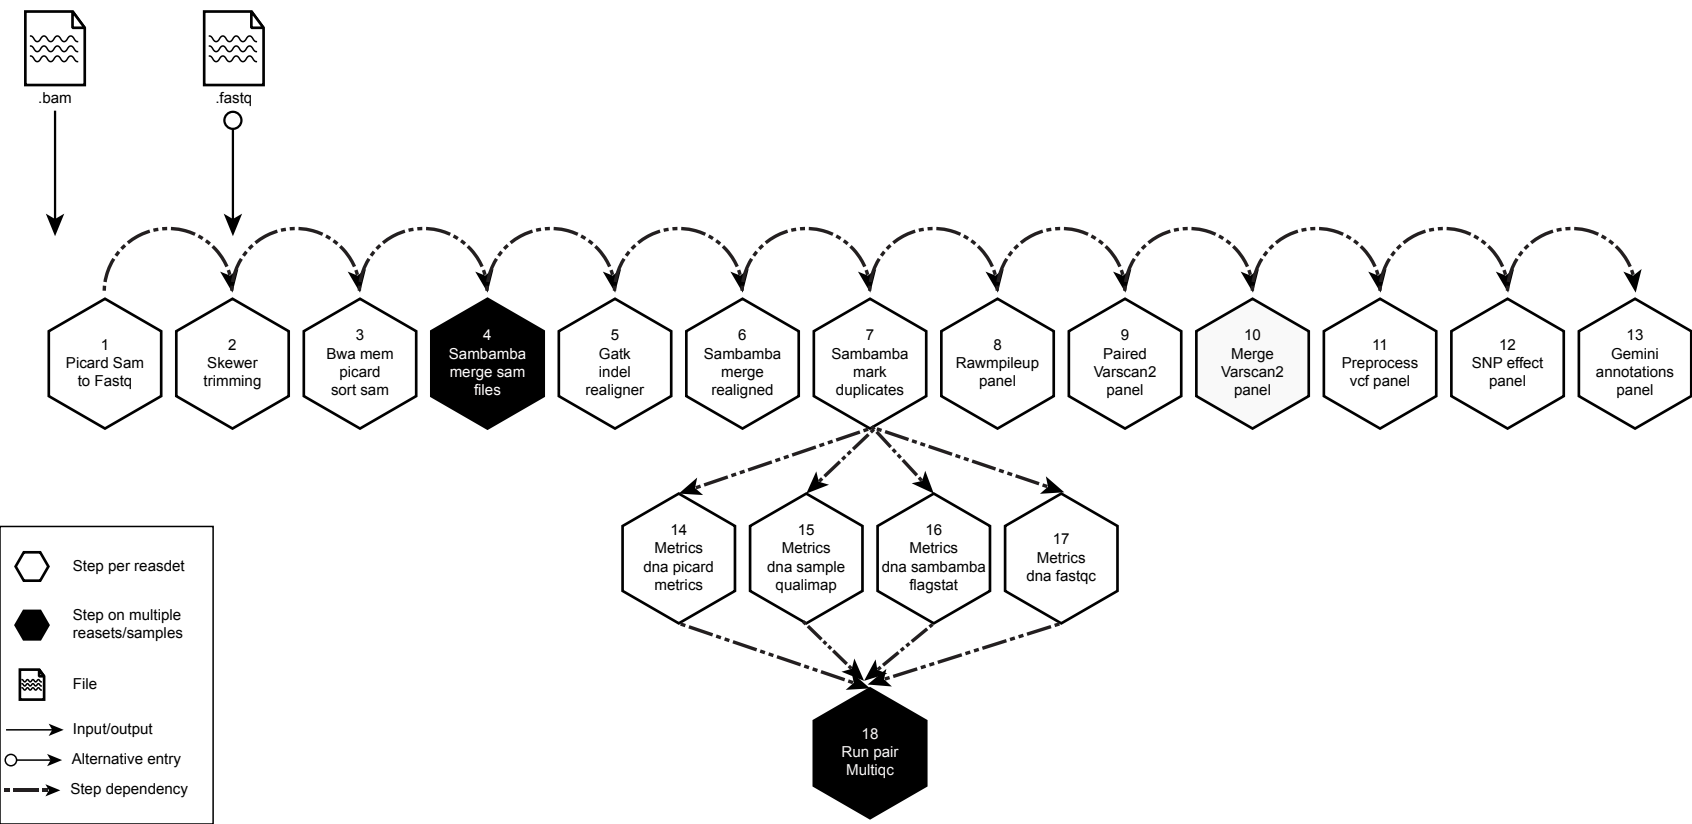 .bam
.fastq
1
Picard Sam
to Fastq
2
Skewer
trimming
3
Bwa mem
picard
sort sam
4
Sambamba
merge sam
files
5
Gatk
indel
realigner
6
Sambamba
merge
realigned
7
Sambamba
mark
duplicates
8
Rawmpileup
panel
9
Paired
Varscan2
panel
10
Merge
Varscan2
panel
11
Preprocess
vcf panel
12
SNP effect
panel
13
Gemini
annotations
panel
14
Metrics
dna picard
metrics
15
Metrics
dna sample
qualimap
16
Metrics
dna sambamba
flagstat
17
Metrics
dna fastqc
18
Run pair
Multiqc
Step per reasdet
Step on multiple
reasets/samples
File
Input/output
Alternative entry
Step dependency